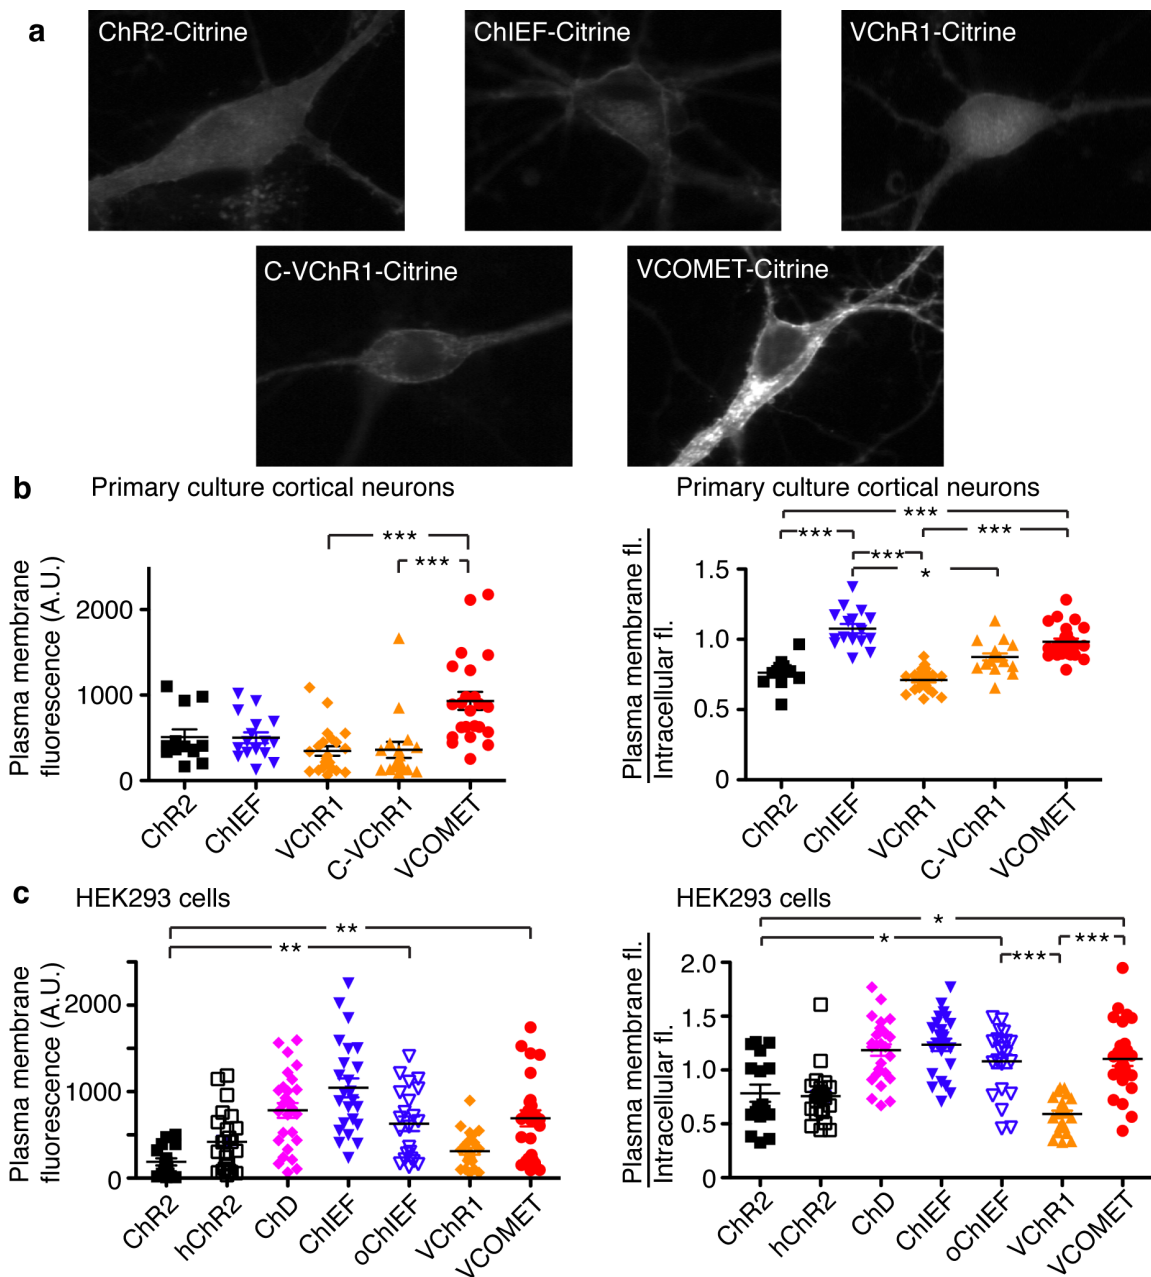 a
ChR2-Citrine
ChIEF-Citrine
VChR1-Citrine
C-VChR1-Citrine
VCOMET-Citrine
b
Primary culture cortical neurons
Plasma membrane
fluorescence (A.U.)
***
***
2000
1000
0
ChR2
ChIEF
VChR1
C-VChR1
VCOMET
Primary culture cortical neurons
Plasma membrane fl.
Intracellular fl.
***
***
***
***
*
1.5
1.0
0.5
0
ChR2
ChIEF
VChR1
C-VChR1
VCOMET
c
HEK293 cells
Plasma membrane
fluorescence (A.U.)
**
**
2000
1000
0
ChR2
hChR2
ChD
ChIEF
oChIEF
VChR1
VCOMET
HEK293 cells
Plasma membrane fl.
Intracellular fl.
*
*
***
***
2.0
1.5
1.0
0.5
0
ChR2
hChR2
ChD
ChIEF
oChIEF
VChR1
VCOMET